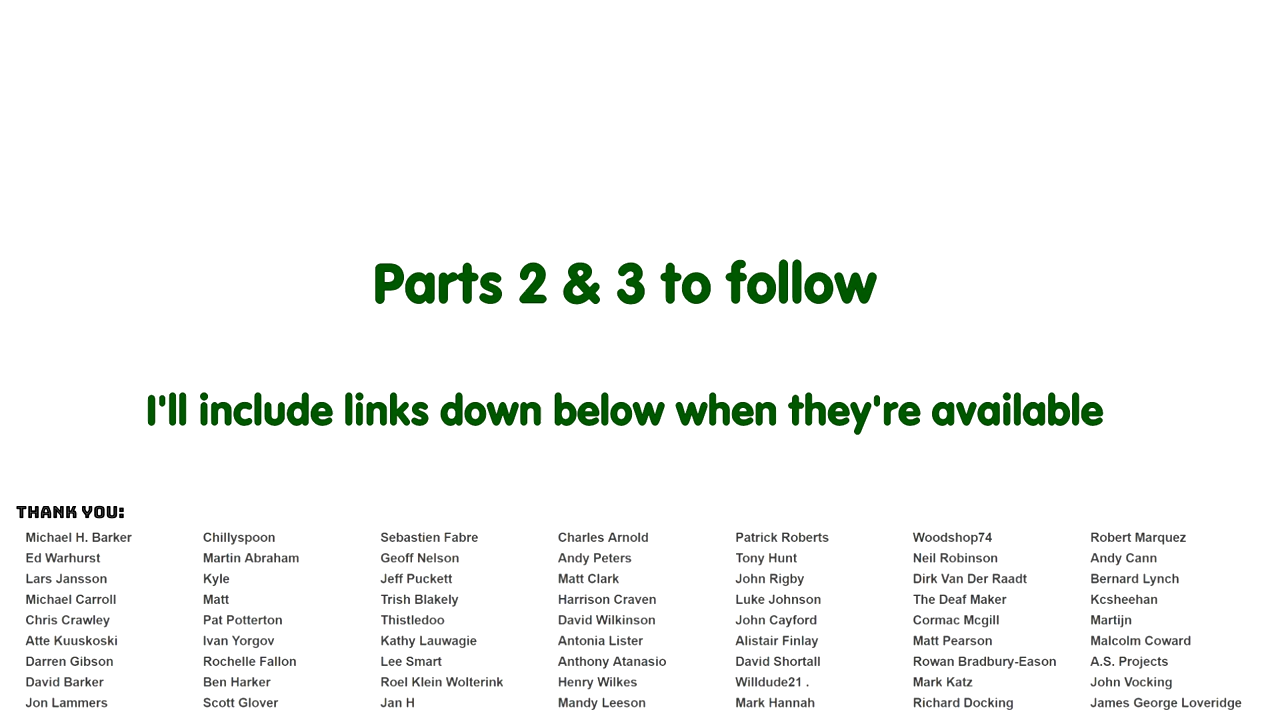 Parts 2 & 3 to follow
I'll include links down below when they're available
THANK YOU:
Michael H. Barker Chillyspoon Sebastien Fabre Charles Arnold Patrick Roberts Woodshop74 Robert Marquez
Ed Warhurst Martin Abraham Geoff Nelson Andy Peters Tony Hunt Neil Robinson Andy Cann
Lars Jansson Kyle Jeff Puckett Matt Clark John Rigby Dirk Van Der Raadt Bernard Lynch
Michael Carroll Matt Trish Blakely Harrison Craven Luke Johnson The Deaf Maker Kcsheehan
Chris Crawley Pat Potterton Thistledoo David Wilkinson John Cayford Cormac Mcgill Martijn
Atte Kuuskoski Ivan Yorgov Kathy Lauwagie Antonia Lister Alistair Finlay Matt Pearson Malcolm Coward
Darren Gibson Rochelle Fallon Lee Smart Anthony Atanasio David Shortall Rowan Bradbury-Eason A.S. Projects
David Barker Ben Harker Roel Klein Wolterink Henry Wilkes Willdude21 . Mark Katz John Vocking
Jon Lammers Scott Glover Jan H Mandy Leeson Mark Hannah Richard Docking James George Loveridge